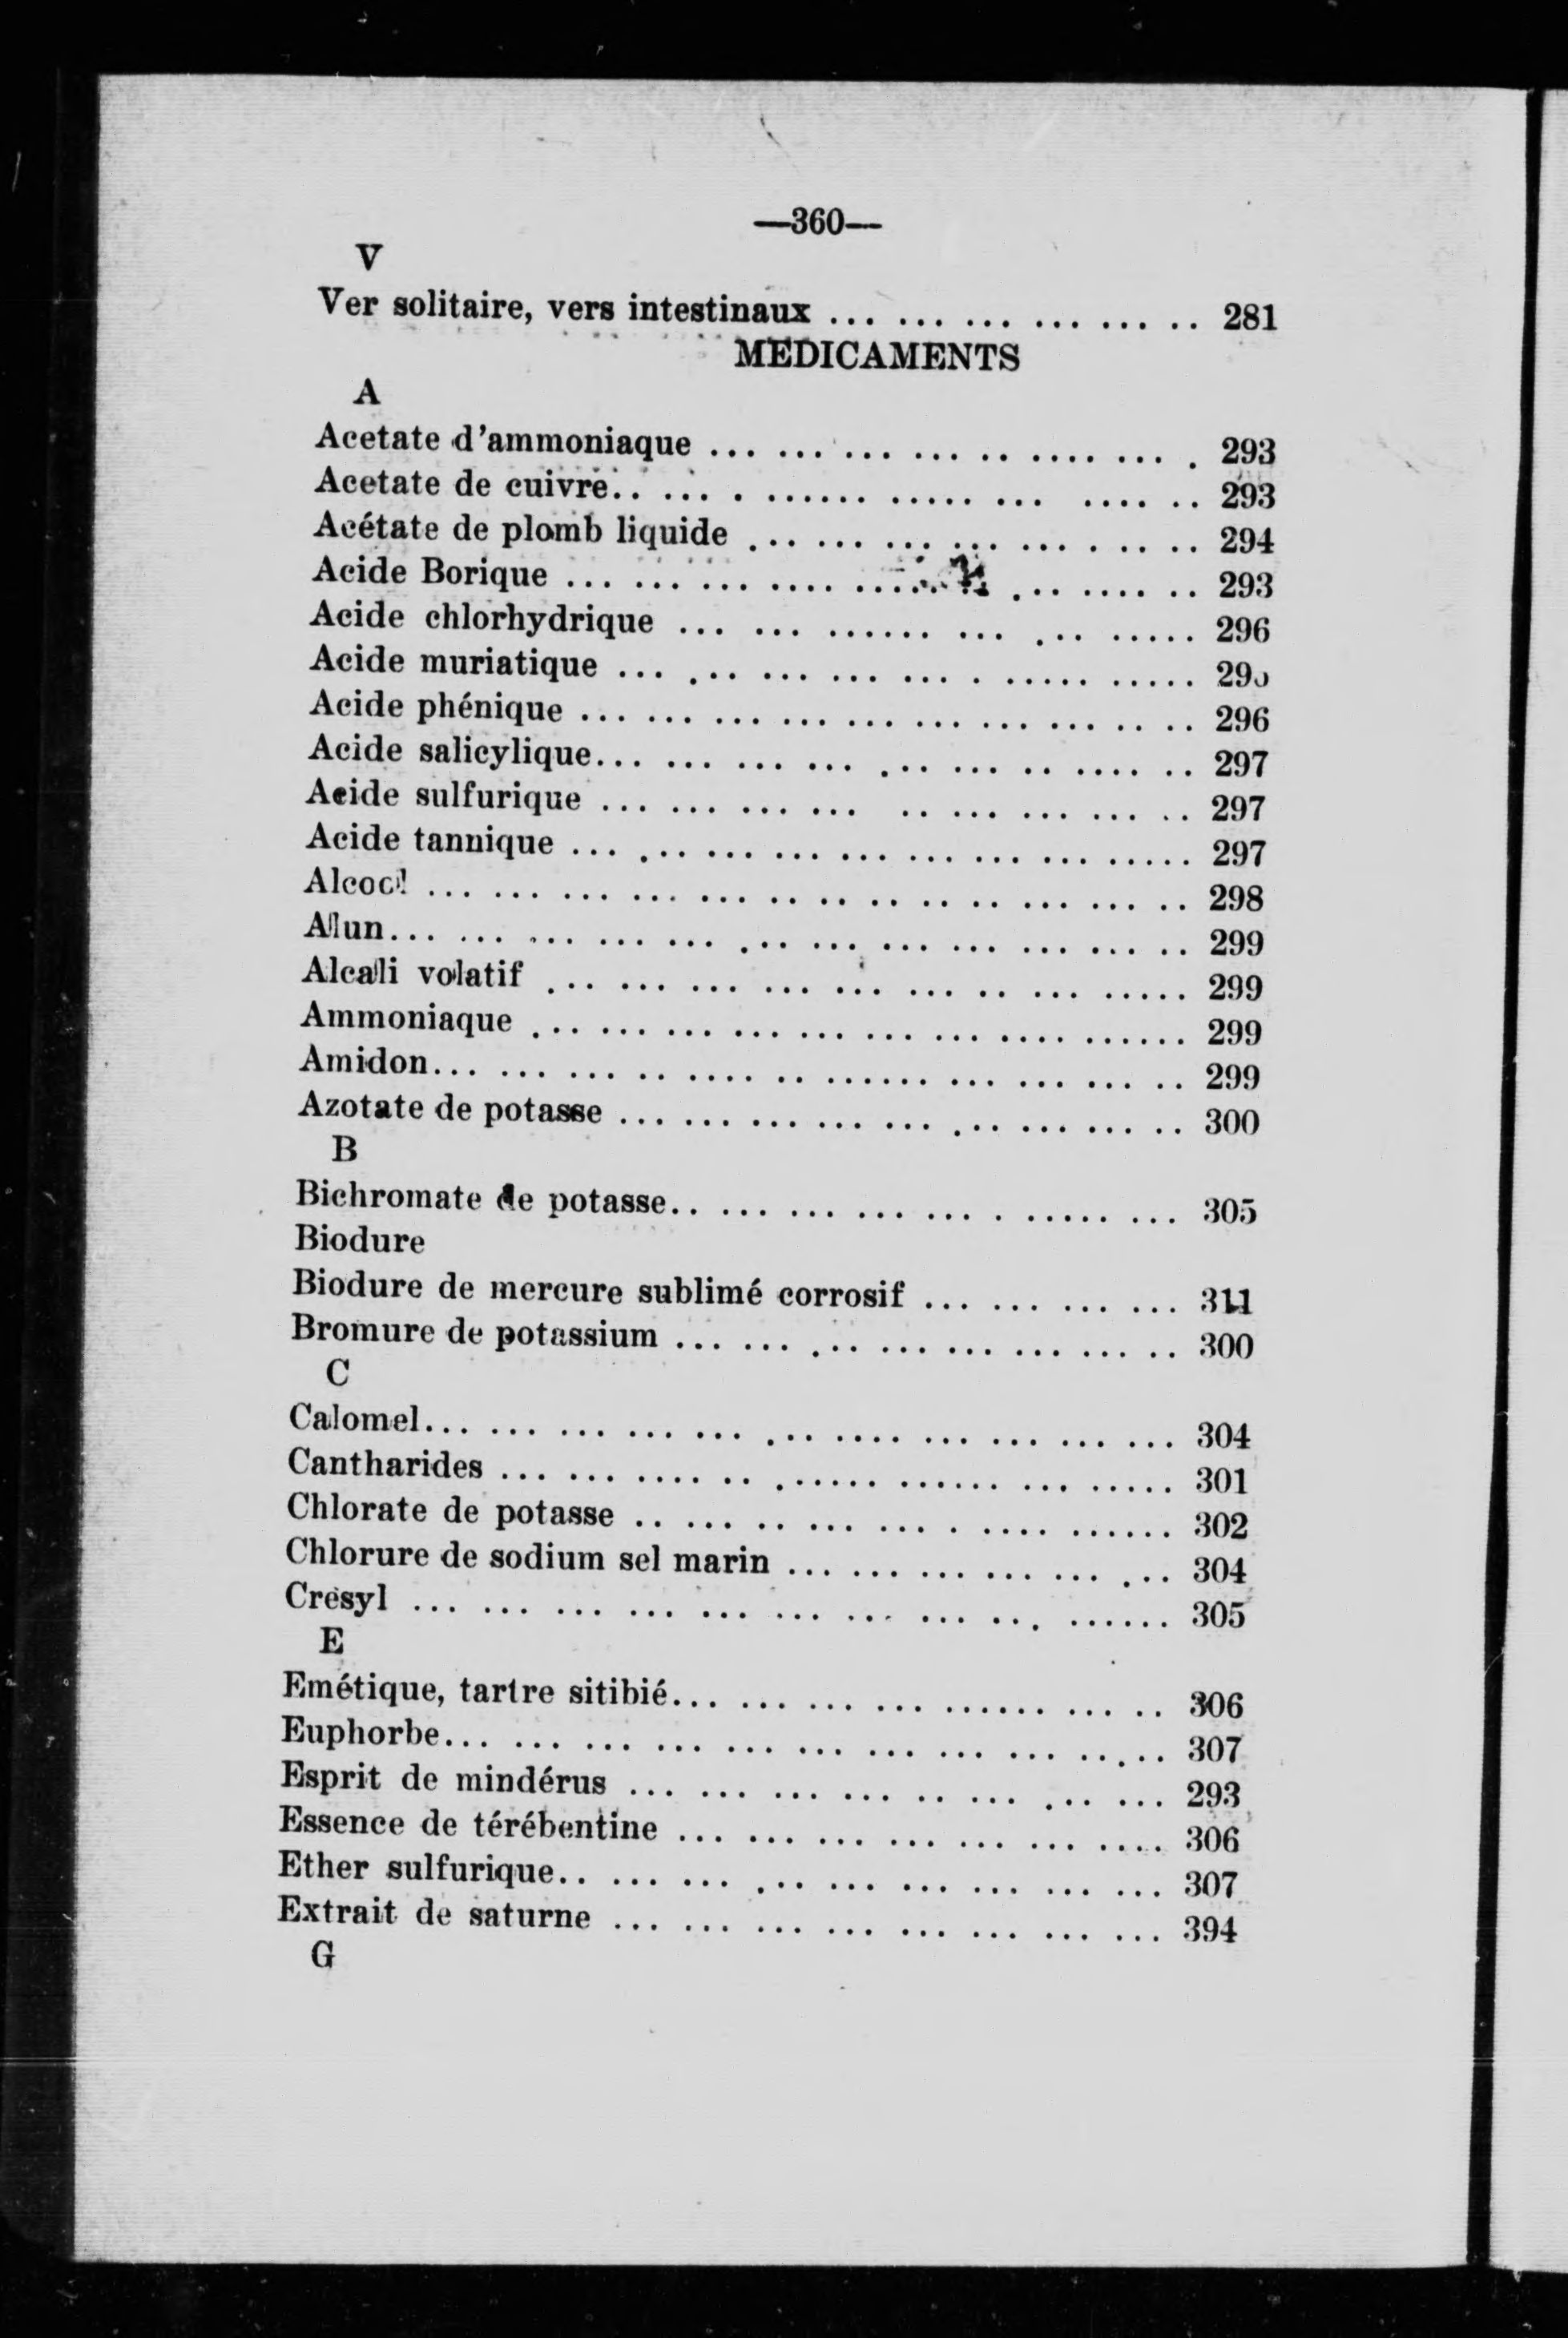 —360—
V
Ver solitaire, vers intestinaux ... ... ... ... ... .. 281
MEDICAMENTS
A
Acetate d'ammoniaque ... ... ... ... .. .... ... . 293
Acetate de cuivre.. ... . ...... ..... ... .... .. 293
Acétate de plomb liquide ... ... ... ... ... . .. .. 294
Acide Borique ... ... ... .... ...... ... .. .... .. 293
Acide chlorhydrique ... ... ....... ... ... ..... 296
Acide muriatique ... ... ... ... ... . ..... .....
Acide phénique ... ... ... ... ... ... ... ... .. .. 296
Acide salicylique... ... ... ... ... ... .. .... .. 297
Acide sulfurique ... ... ... ... .. ... ... ... .. 297
Acide tannique ... ... ... ... ... ... ... ... ..... 297
Alcool ... ... ... ... ... .. .. .. .. .. ... ... .. 298
Alun... ... ... ... ... ... ... ... ... ... ... .. 299
Alcali volatif ... ... ... ... ... ... .. ... ..... 299
Ammoniaque ... ... ... ... ... ... ... .... ...... 299
Amidon... ... ... .. .... .. ....... ... ... ... .. 299
Azotate de potasse ... ... ... ... ... ... ... ... .. 300
B
Bichromate de potasse.. ... ... ... ... . ...... ... 305
Biodure
Biodure de mercure sublimé corrosif ... ... ... ... 311
Bromure de potassium ... ... ... ... ... ... ... .. 300
C
Calomel... ... ... ... ... ... .... ... ... ... ... 304
Cantharides ... ... .... .. ...... ....... ... ..... 301
Chlorate de potasse .. ... .. ... ... . .... ...... 302
Chlorure de sodium sel marin ... ... ... ... ... ... 304
Cresyl ... ... ... ... ... ... ... ... ... ...... 305
E
Emétique, tartre sitibié... ... ... ... ....... ... .. 306
Euphorbe... ... ... ... ... ... ... ... ... ..... 307
Esprit de mindérus ... ... ... ... .. ... ... .. ... 293
Essence de térébentine ... ... ... ... ... ... .... 306
Ether sulfurique.. ... ... ... ... ... ... ... ... 307
Extrait de saturne ... ... ... ... ... ... ... ... 394
G